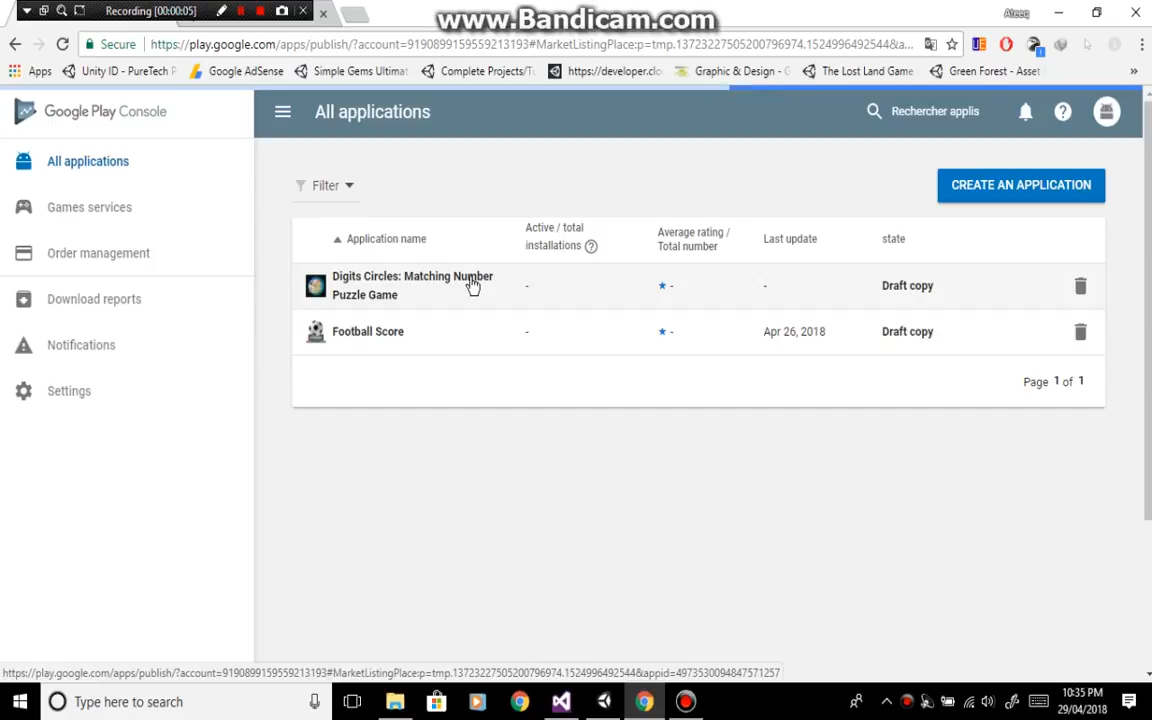 www.Bandicam.com
Recording [00:00:05]
Ateeq
Secure
https://play.google.com/apps/publish/?account=9190899159559213193#MarketListingPlace:p=tmp.13723227505200796974.1524996492544&a...
Apps
Unity ID - PureTech P
Google AdSense
Simple Gems Ultimat
Complete Projects/Tu
https://developer.clo
Graphic & Design - G
The Lost Land Game
Green Forest - Asset
»
Google Play Console
All applications
Rechercher applis
All applications
Games services
Order management
Download reports
Notifications
Settings
Filter
CREATE AN APPLICATION
Application name
Active / total
installations
Average rating /
Total number
Last update
state
Digits Circles: Matching Number
Puzzle Game
-
★ -
-
Draft copy
Football Score
-
★ -
Apr 26, 2018
Draft copy
Page 1 of 1
https://play.google.com/apps/publish/?account=9190899159559213193#MarketListingPlace:p=tmp.13723227505200796974.1524996492544&appid=4973530094847571257
Type here to search
10:35 PM
29/04/2018